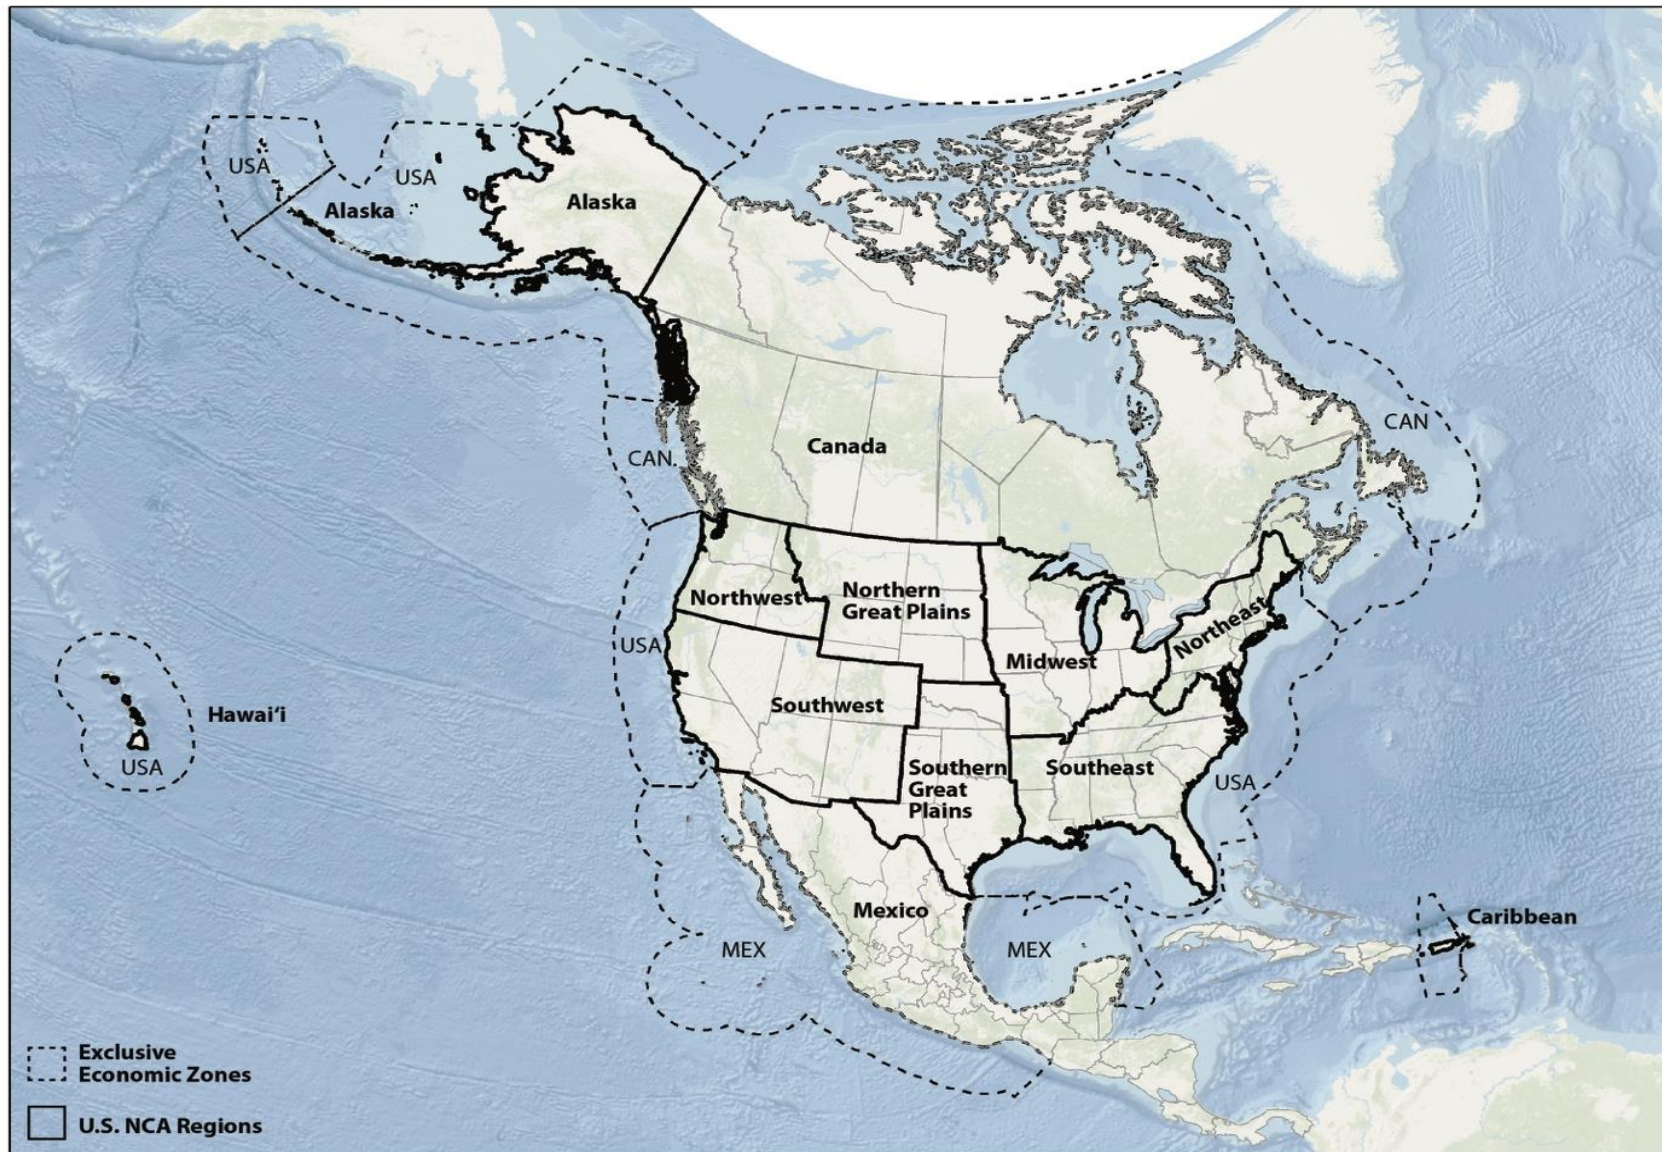 USA
USA
Alaska
Alaska
CAN
Canada
CAN.
Northwest
Northern
Great Plains
Northeast
USA
Midwest
Southwest
Hawai‘i
USA
Southern
Great
Plains
Southeast
USA
Mexico
Caribbean
MEX
MEX
Exclusive
Economic Zones
U.S. NCA Regions